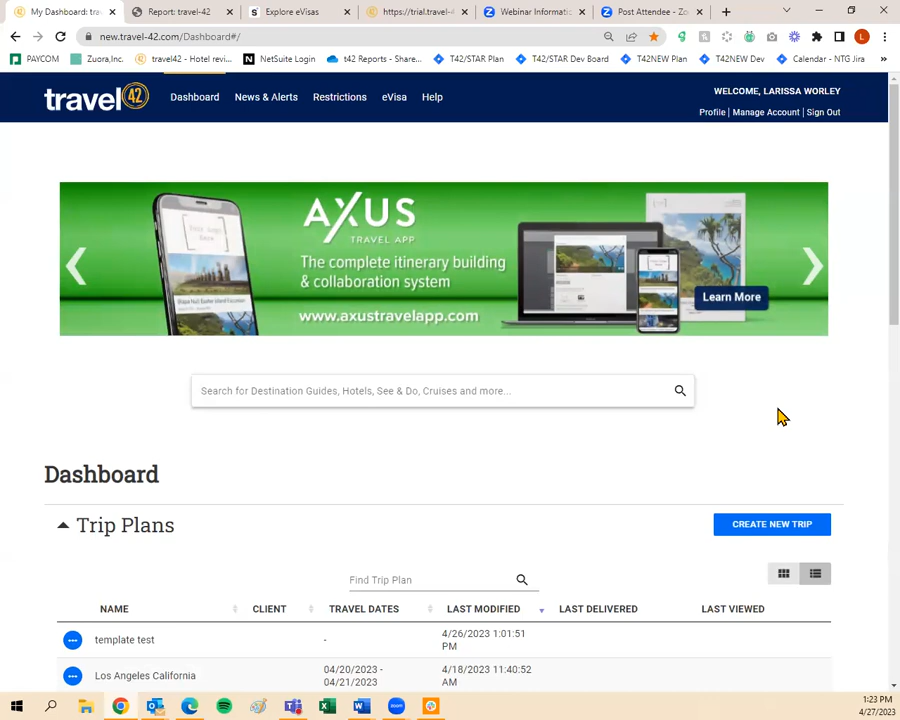 My Dashboard: tra
Report: travel-42
Explore eVisas
https://trial.travel-4
Webinar Informatic
Post Attendee - Zo
new.travel-42.com/Dashboard#/
PAYCOM
Zuora,Inc.
travel42 - Hotel revi...
NetSuite Login
t42 Reports - Share...
T42/STAR Plan
T42/STAR Dev Board
T42NEW Plan
T42NEW Dev
Calendar - NTG Jira
travel 42
Dashboard
News & Alerts
Restrictions
eVisa
Help
WELCOME, LARISSA WORLEY
Profile | Manage Account | Sign Out
AXUS
TRAVEL APP
The complete itinerary building
& collaboration system
www.axustravelapp.com
Learn More
Search for Destination Guides, Hotels, See & Do, Cruises and more...
Dashboard
Trip Plans
CREATE NEW TRIP
Find Trip Plan
NAME CLIENT TRAVEL DATES LAST MODIFIED LAST DELIVERED LAST VIEWED
template test - 4/26/2023 1:01:51
PM
Los Angeles California 04/20/2023 - 4/18/2023 11:40:52
04/21/2023 AM
1:23 PM
4/27/2023